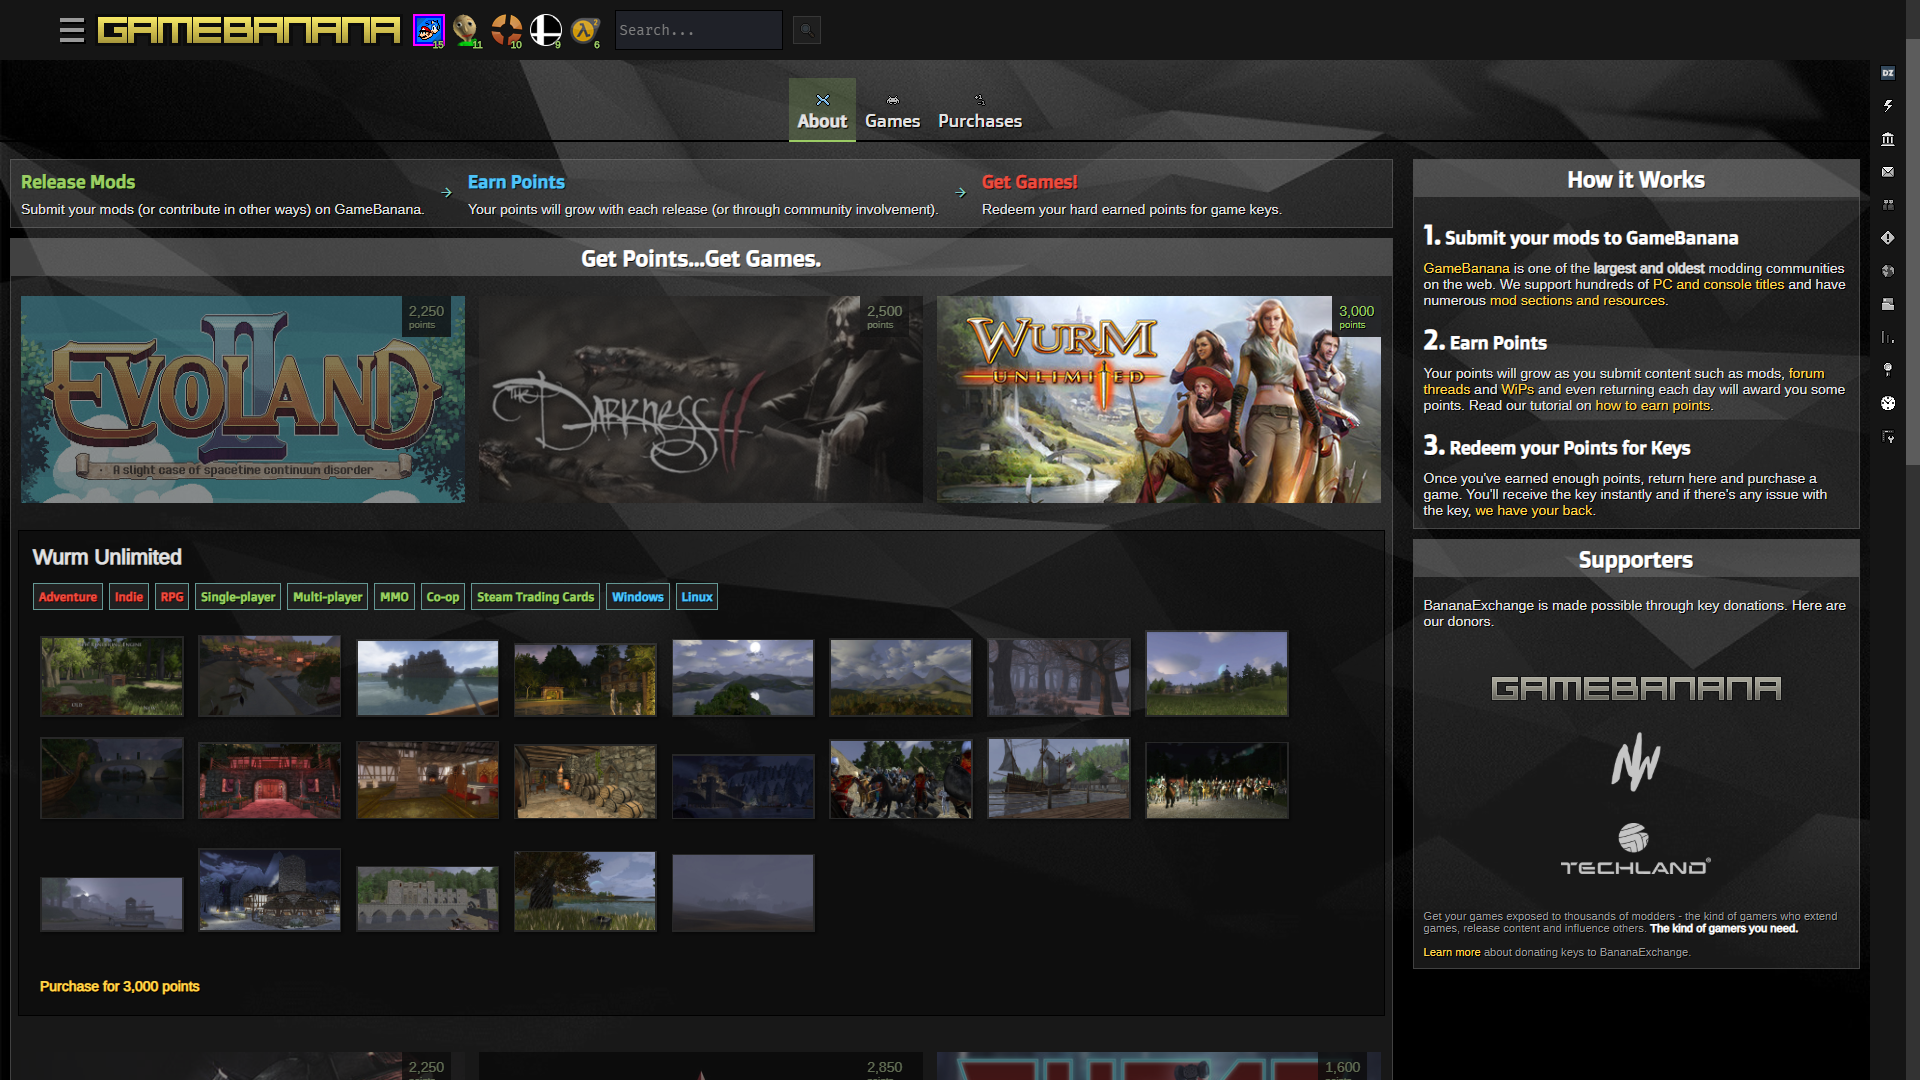 GAMEBANANA
15
11
10
9
6
Search...
DZ
About
Games
Purchases
Release Mods
Submit your mods (or contribute in other ways) on GameBanana.
Earn Points
Your points will grow with each release (or through community involvement).
Get Games!
Redeem your hard earned points for game keys.
Get Points...Get Games.
2,250
points
EVOLAND
II
A slight case of spacetime continuum disorder
2,500
points
THE DARKNESS II
3,000
points
WURM
UNLIMITED
Wurm Unlimited
Adventure
Indie
RPG
Single-player
Multi-player
MMO
Co-op
Steam Trading Cards
Windows
Linux
Purchase for 3,000 points
2,250
2,850
1,600
How it Works
1. Submit your mods to GameBanana
GameBanana is one of the largest and oldest modding communities
on the web. We support hundreds of PC and console titles and have
numerous mod sections and resources.
2. Earn Points
Your points will grow as you submit content such as mods, forum
threads and WiPs and even returning each day will award you some
points. Read our tutorial on how to earn points.
3. Redeem your Points for Keys
Once you've earned enough points, return here and purchase a
game. You'll receive the key instantly and if there's any issue with
the key, we have your back.
Supporters
BananaExchange is made possible through key donations. Here are
our donors.
GAMEBANANA
TECHLAND®
Get your games exposed to thousands of modders - the kind of gamers who extend
games, release content and influence others. The kind of gamers you need.
Learn more about donating keys to BananaExchange.